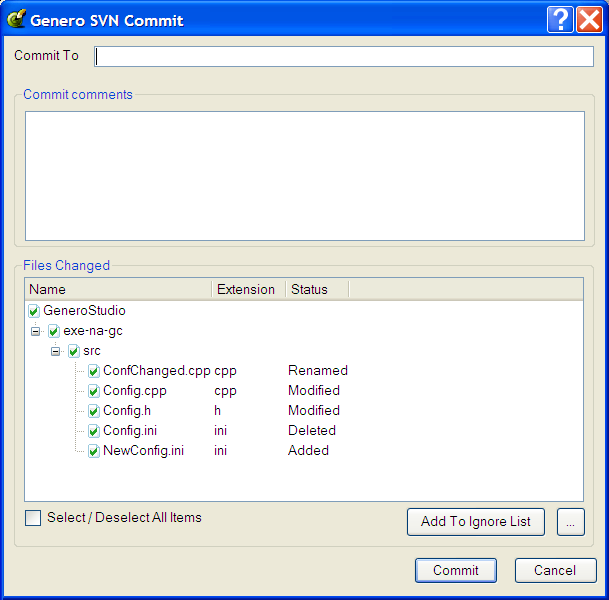 Genero SVN Commit ?
Commit To
Commit comments
Files Changed
Name Extension Status
GeneroStudio
exe-na-gc
src
ConfChanged.cpp cpp Renamed
Config.cpp cpp Modified
Config.h h Modified
Config.ini ini Deleted
NewConfig.ini ini Added
Select / Deselect All Items Add To Ignore List ...
Commit Cancel